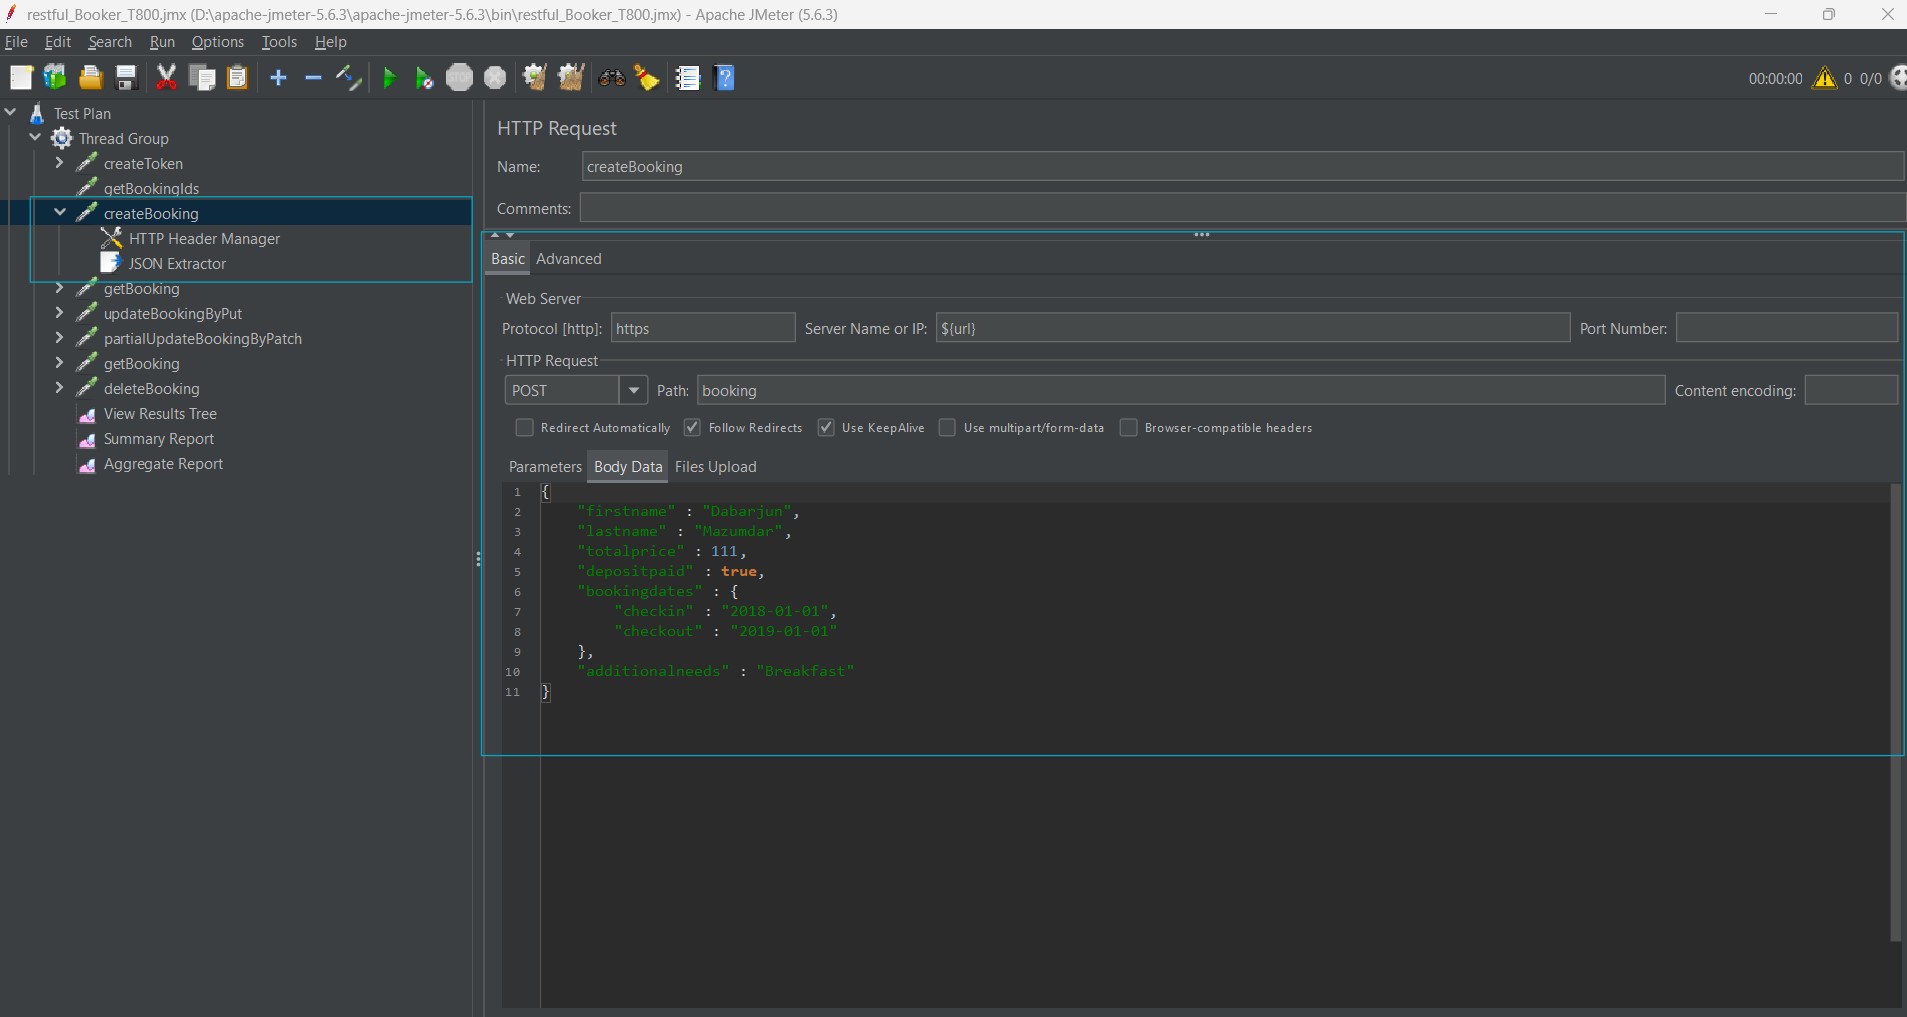 restful_Booker_T800.jmx (D:\apache-jmeter-5.6.3\apache-jmeter-5.6.3\bin\restful_Booker_T800.jmx) - Apache JMeter (5.6.3)
File Edit Search Run Options Tools Help
STOP
00:00:00 0 0/0
Test Plan
Thread Group
createToken
getBookingIds
createBooking
HTTP Header Manager
JSON Extractor
getBooking
updateBookingByPut
partialUpdateBookingByPatch
getBooking
deleteBooking
View Results Tree
Summary Report
Aggregate Report
HTTP Request
Name: createBooking
Comments:
Basic Advanced
Web Server
Protocol [http]: https Server Name or IP: ${url} Port Number:
HTTP Request
POST Path: booking Content encoding:
Redirect Automatically Follow Redirects Use KeepAlive Use multipart/form-data Browser-compatible headers
Parameters Body Data Files Upload
1 {
2 "firstname" : "Dabarjun",
3 "lastname" : "Mazumdar",
4 "totalprice" : 111,
5 "depositpaid" : true,
6 "bookingdates" : {
7 "checkin" : "2018-01-01",
8 "checkout" : "2019-01-01"
9 },
10 "additionalneeds" : "Breakfast"
11 }